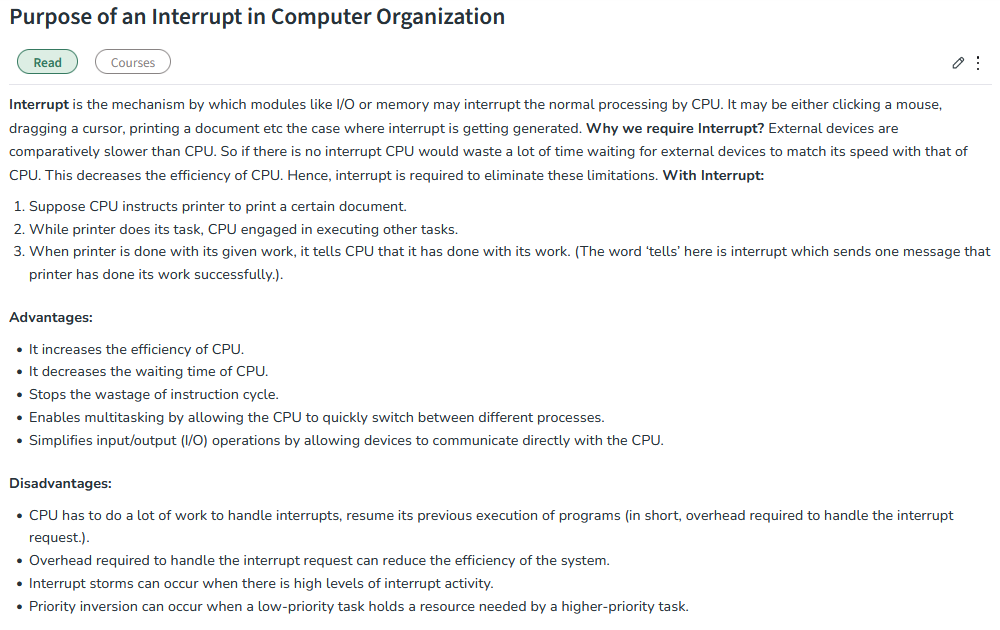 Purpose of an Interrupt in Computer Organization
Read
Courses
Interrupt is the mechanism by which modules like I/O or memory may interrupt the normal processing by CPU. It may be either clicking a mouse,
dragging a cursor, printing a document etc the case where interrupt is getting generated. Why we require Interrupt? External devices are
comparatively slower than CPU. So if there is no interrupt CPU would waste a lot of time waiting for external devices to match its speed with that of
CPU. This decreases the efficiency of CPU. Hence, interrupt is required to eliminate these limitations. With Interrupt:
1. Suppose CPU instructs printer to print a certain document.
2. While printer does its task, CPU engaged in executing other tasks.
3. When printer is done with its given work, it tells CPU that it has done with its work. (The word ‘tells’ here is interrupt which sends one message that
printer has done its work successfully.).
Advantages:
• It increases the efficiency of CPU.
• It decreases the waiting time of CPU.
• Stops the wastage of instruction cycle.
• Enables multitasking by allowing the CPU to quickly switch between different processes.
• Simplifies input/output (I/O) operations by allowing devices to communicate directly with the CPU.
Disadvantages:
• CPU has to do a lot of work to handle interrupts, resume its previous execution of programs (in short, overhead required to handle the interrupt
request.).
• Overhead required to handle the interrupt request can reduce the efficiency of the system.
• Interrupt storms can occur when there is high levels of interrupt activity.
• Priority inversion can occur when a low-priority task holds a resource needed by a higher-priority task.